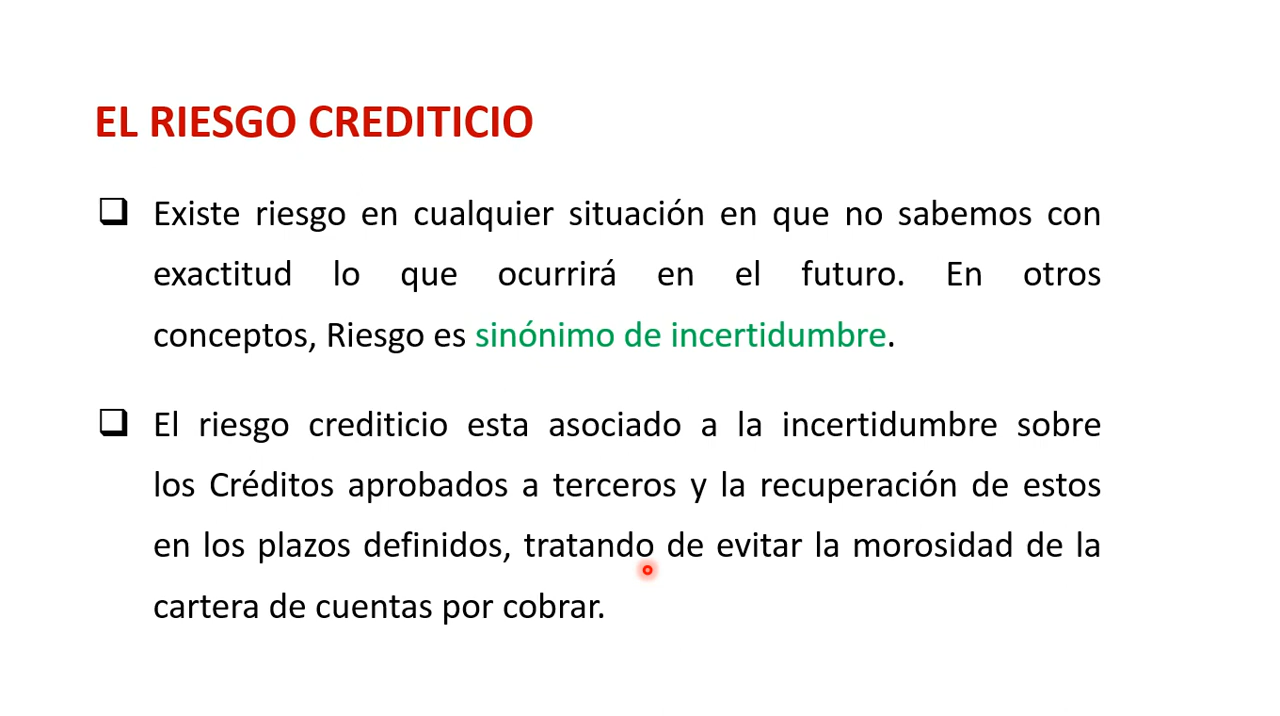 EL RIESGO CREDITICIO
Existe riesgo en cualquier situación en que no sabemos con
exactitud lo que ocurrirá en el futuro. En otros
conceptos, Riesgo es sinónimo de incertidumbre.
El riesgo crediticio esta asociado a la incertidumbre sobre
los Créditos aprobados a terceros y la recuperación de estos
en los plazos definidos, tratando de evitar la morosidad de la
cartera de cuentas por cobrar.